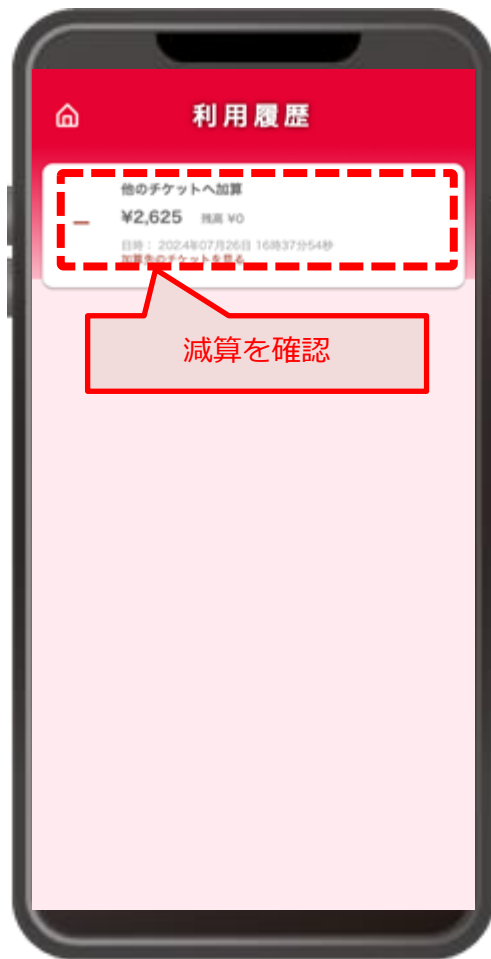 利用履歴
他のチケットへ加算
¥2,625 残高 ¥0
日時： 2024年07月26日 16時37分54秒
加算先のチケットを見る
減算を確認